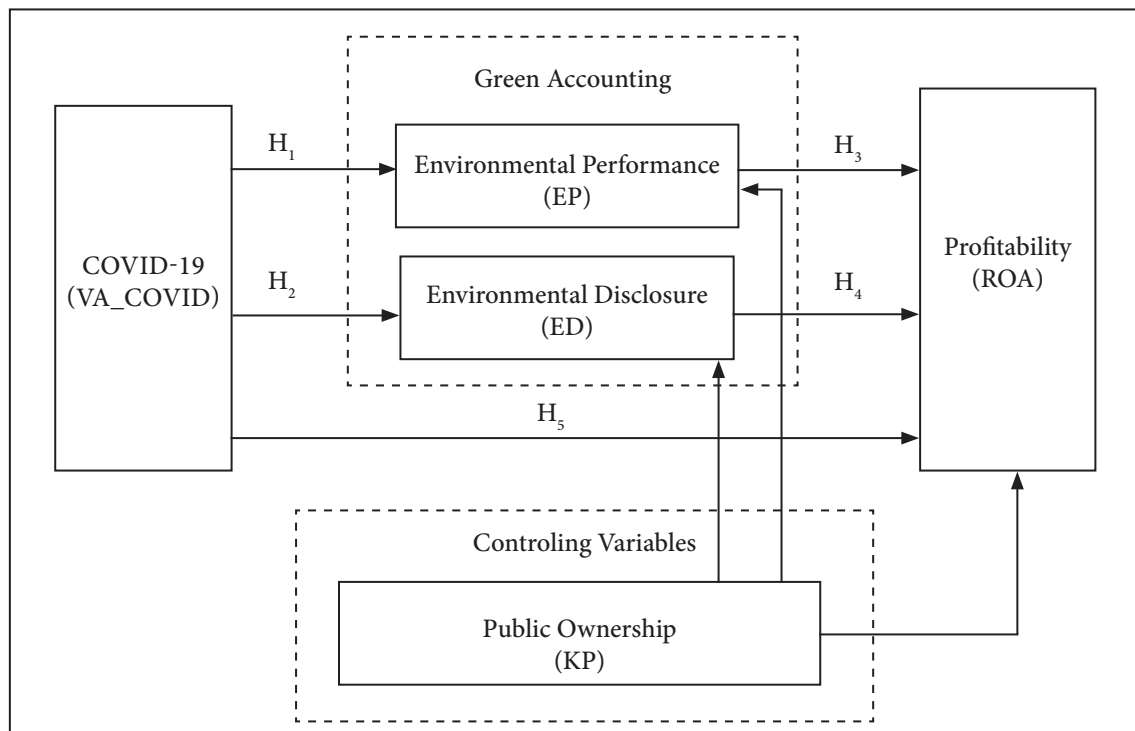 Green Accounting
COVID-19
(VA_COVID)
H₁
Environmental Performance
(EP)
H₃
H₂
Environmental Disclosure
(ED)
H₄
Profitability
(ROA)
H₅
Controling Variables
Public Ownership
(KP)